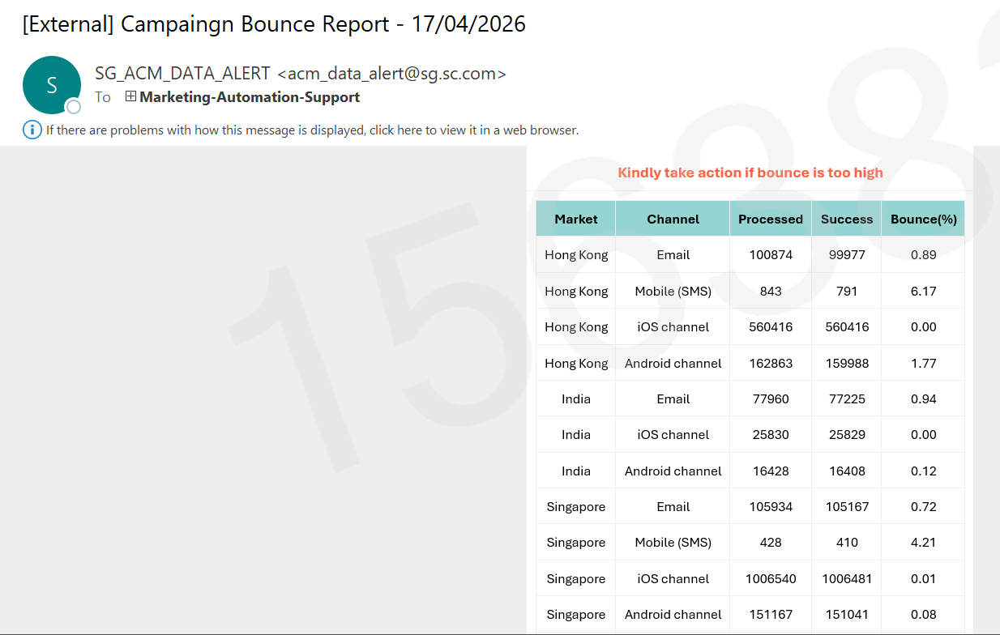 [External] Campaingn Bounce Report - 17/04/2026
S
SG_ACM_DATA_ALERT <acm_data_alert@sg.sc.com>
To Marketing-Automation-Support
If there are problems with how this message is displayed, click here to view it in a web browser.
Kindly take action if bounce is too high
Market Channel Processed Success Bounce(%)
Hong Kong Email 100874 99977 0.89
Hong Kong Mobile (SMS) 843 791 6.17
Hong Kong iOS channel 560416 560416 0.00
Hong Kong Android channel 162863 159988 1.77
India Email 77960 77225 0.94
India iOS channel 25830 25829 0.00
India Android channel 16428 16408 0.12
Singapore Email 105934 105167 0.72
Singapore Mobile (SMS) 428 410 4.21
Singapore iOS channel 1006540 1006481 0.01
Singapore Android channel 151167 151041 0.08